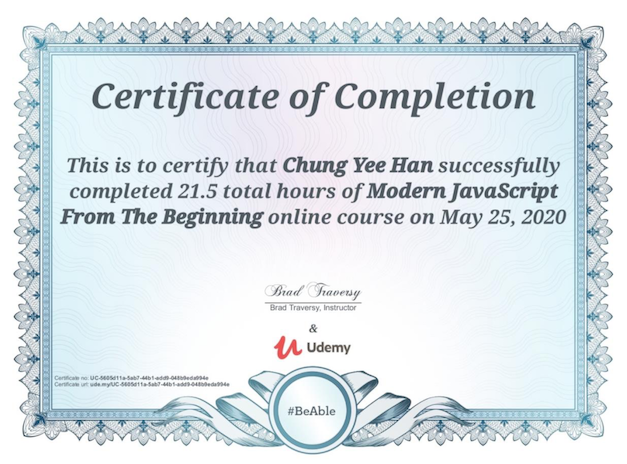 Certificate of Completion
This is to certify that Chung Yee Han successfully
completed 21.5 total hours of Modern JavaScript
From The Beginning online course on May 25, 2020
Brad Traversy
Brad Traversy, Instructor
&
Udemy
Certificate no: UC-5605d11a-5ab7-44b1-add9-048b9eda994e
Certificate url: ude.my/UC-5605d11a-5ab7-44b1-add9-048b9eda994e
#BeAble